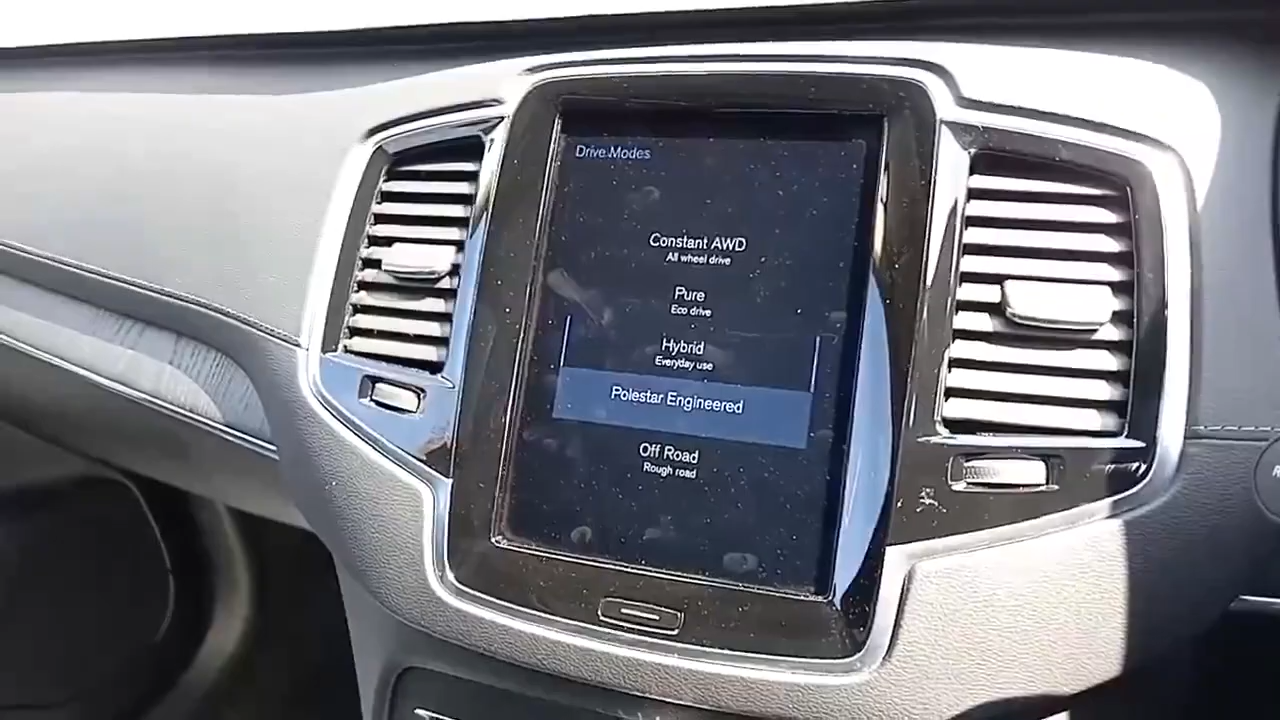 Drive Modes
Constant AWD
All wheel drive
Pure
Eco drive
Hybrid
Everyday use
Polestar Engineered
Off Road
Rough road